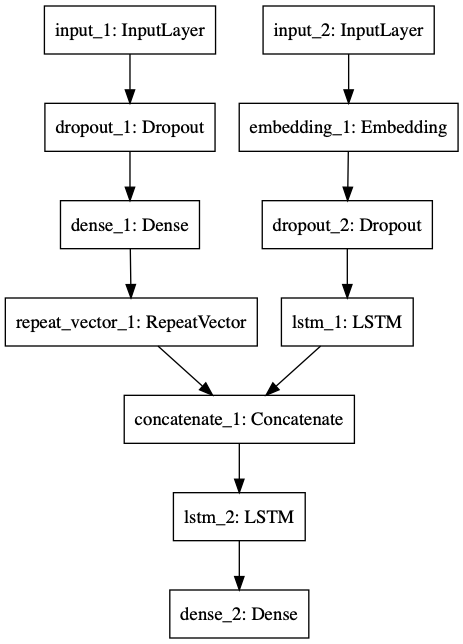 input_1: InputLayer
input_2: InputLayer
dropout_1: Dropout
embedding_1: Embedding
dense_1: Dense
dropout_2: Dropout
repeat_vector_1: RepeatVector
lstm_1: LSTM
concatenate_1: Concatenate
lstm_2: LSTM
dense_2: Dense